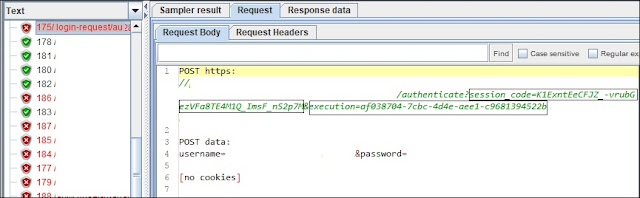 Text
Sampler result Request Response data
175/ login-request/au
178 /
181/
180 /
182 /
186 /
183 /
185 /
184 /
177 /
179 /
188
Request Body Request Headers
Find Case sensitive Regular ex
1 POST https:
//
/authenticate?session_code=K1ExntEeCFJZ_-vrubG
ezVFa8TE4M1Q_ImsF_nS2p7M&execution=af038704-7cbc-4d4e-aee1-c9681394522b
2
3 POST data:
4 username= &password=
5
6 [no cookies]
7